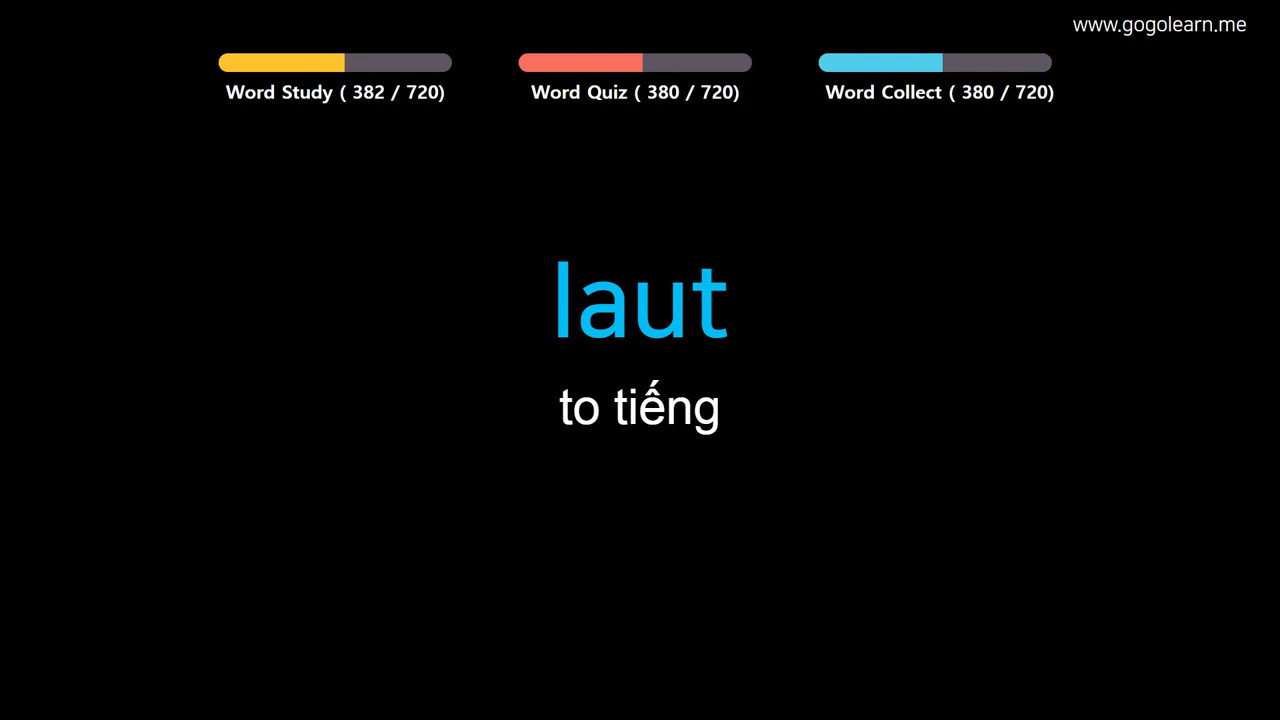 www.gogolearn.me
Word Study ( 382 / 720)
Word Quiz ( 380 / 720)
Word Collect ( 380 / 720)
laut
to tiếng